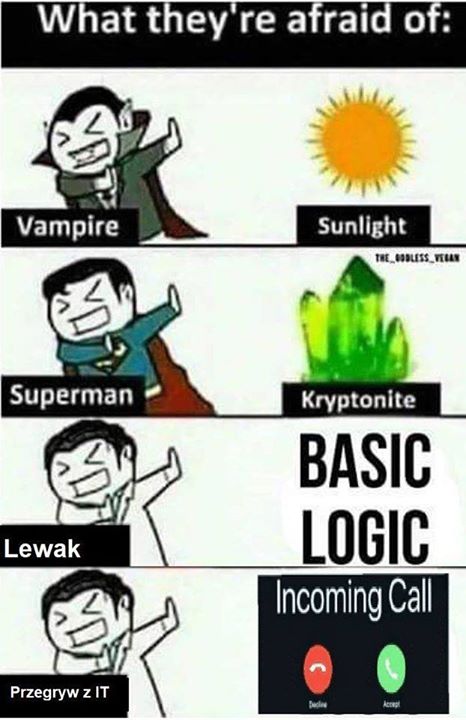 What they're afraid of:
Vampire
Sunlight
THE_GODLESS_VEGAN
Superman
Kryptonite
BASIC
LOGIC
Lewak
Incoming Call
Decline
Accept
Przegryw z IT